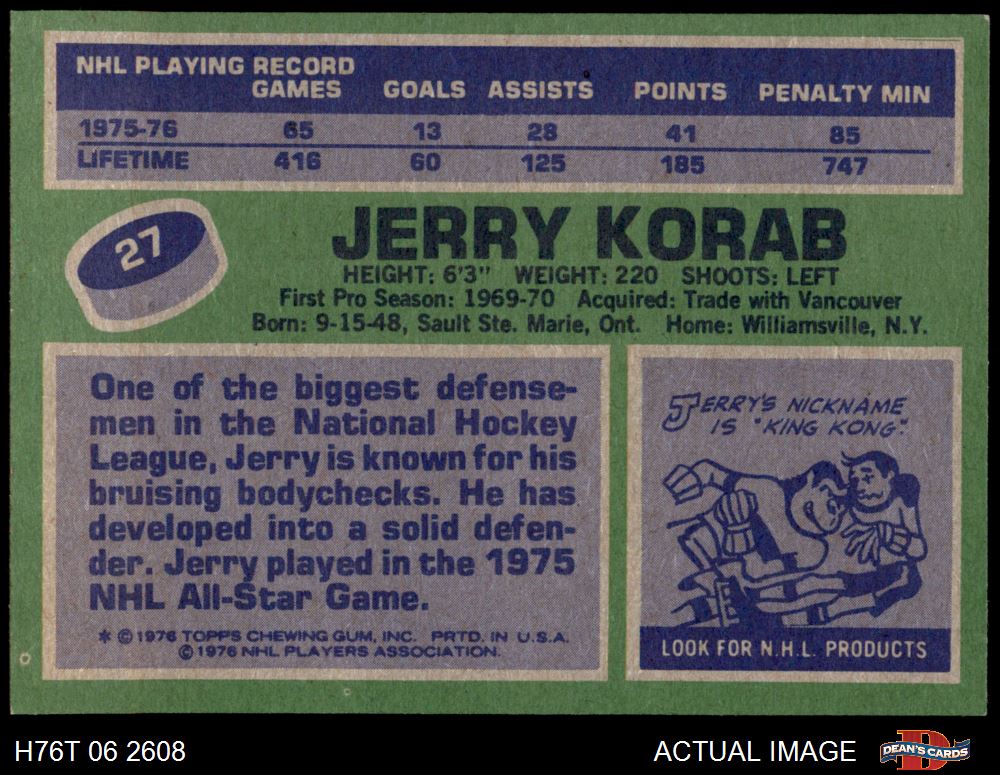 NHL PLAYING RECORD
GAMES GOALS ASSISTS POINTS PENALTY MIN
1975-76 65 13 28 41 85
LIFETIME 416 60 125 185 747
27
JERRY KORAB
HEIGHT: 6'3" WEIGHT: 220 SHOOTS: LEFT
First Pro Season: 1969-70 Acquired: Trade with Vancouver
Born: 9-15-48, Sault Ste. Marie, Ont. Home: Williamsville, N.Y.
One of the biggest defense-
men in the National Hockey
League, Jerry is known for his
bruising bodychecks. He has
developed into a solid defen-
der. Jerry played in the 1975
NHL All-Star Game.
* © 1976 TOPPS CHEWING GUM, INC. PRTD. IN U.S.A.
© 1976 NHL PLAYERS ASSOCIATION.
JERRY'S NICKNAME
IS "KING KONG".
LOOK FOR N.H.L. PRODUCTS
H76T 06 2608
ACTUAL IMAGE
D
DEAN'S CARDS